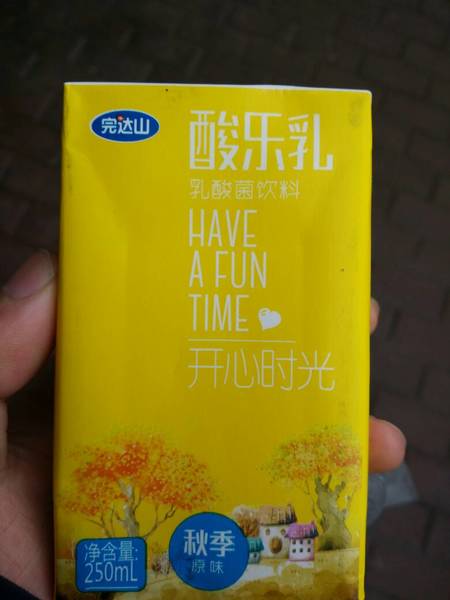 完达山
酸乐乳
乳酸菌饮料
HAVE
A FUN
TIME
开心时光
净含量:
250mL
秋季
原味